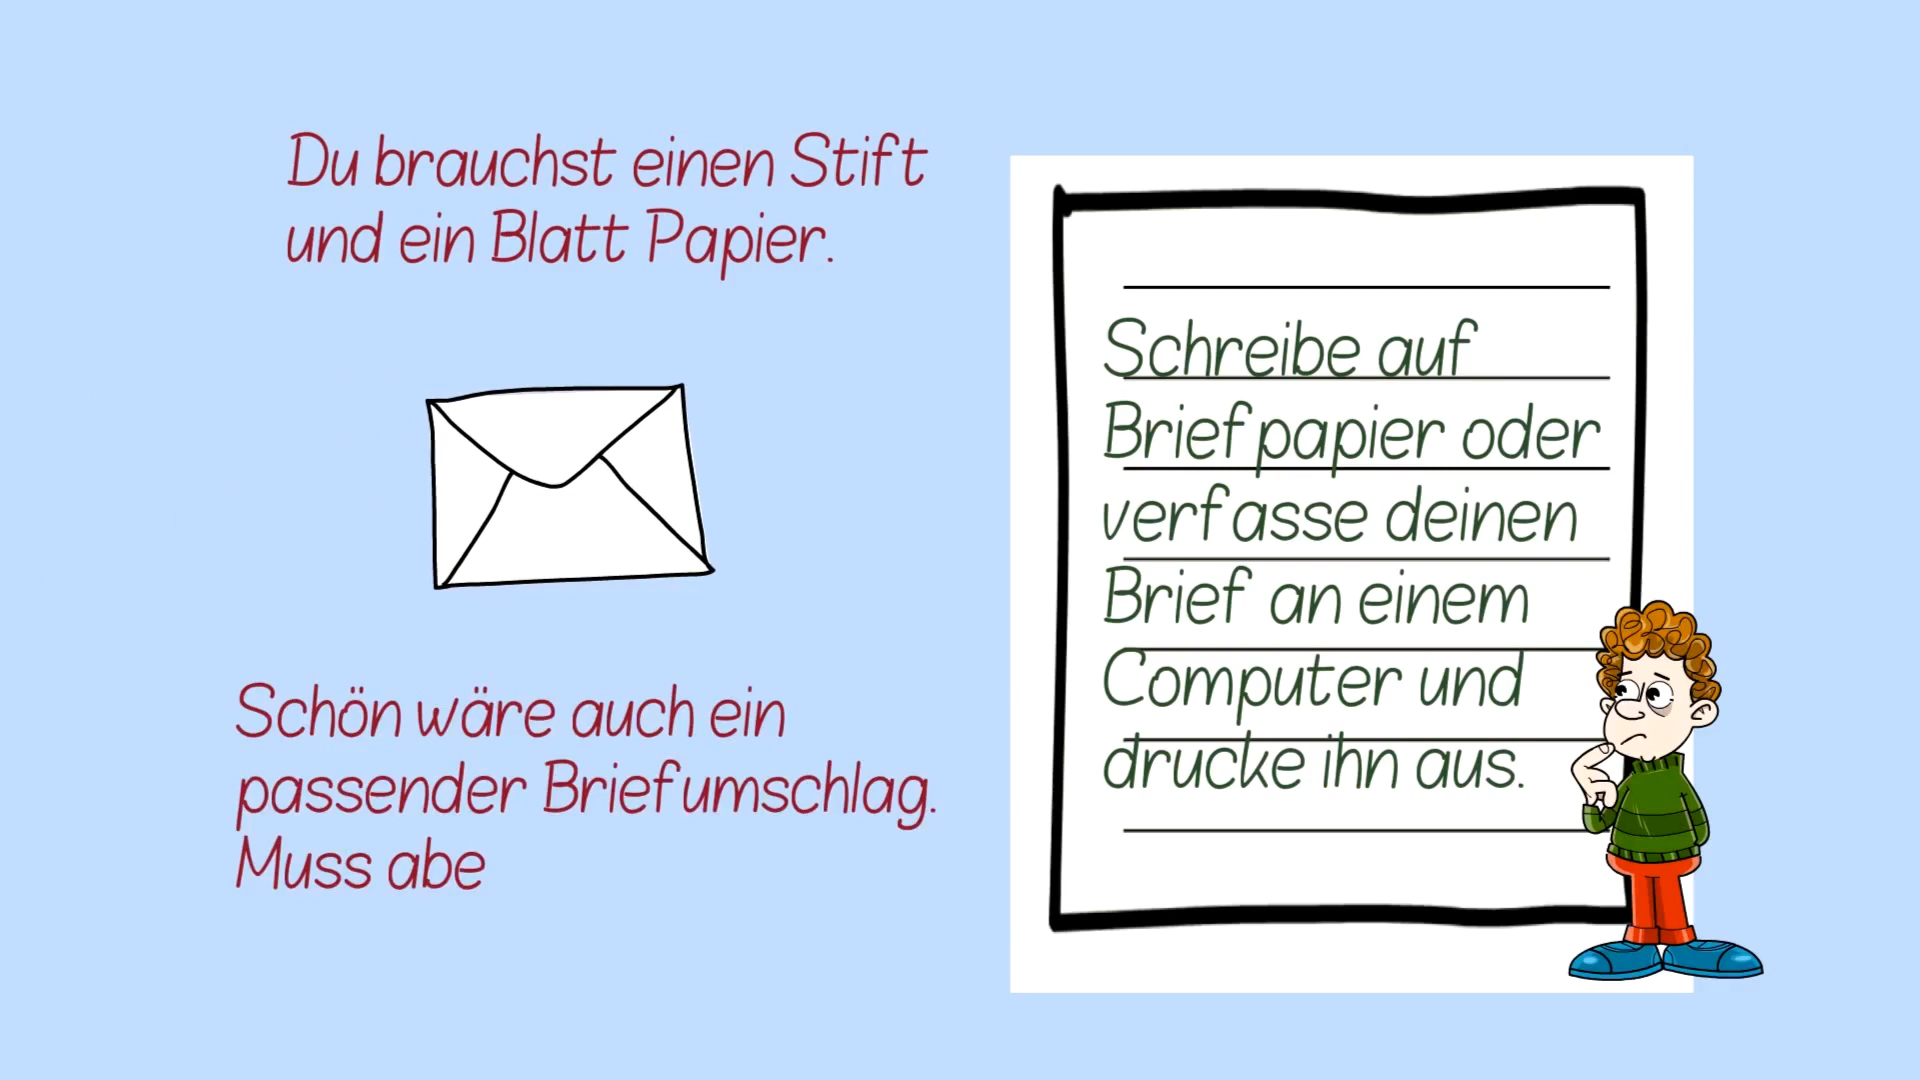 Du brauchst einen Stift
und ein Blatt Papier.
Schön wäre auch ein
passender Briefumschlag.
Muss abe
Schreibe auf
Briefpapier oder
verfasse deinen
Brief an einem
Computer und
drucke ihn aus.